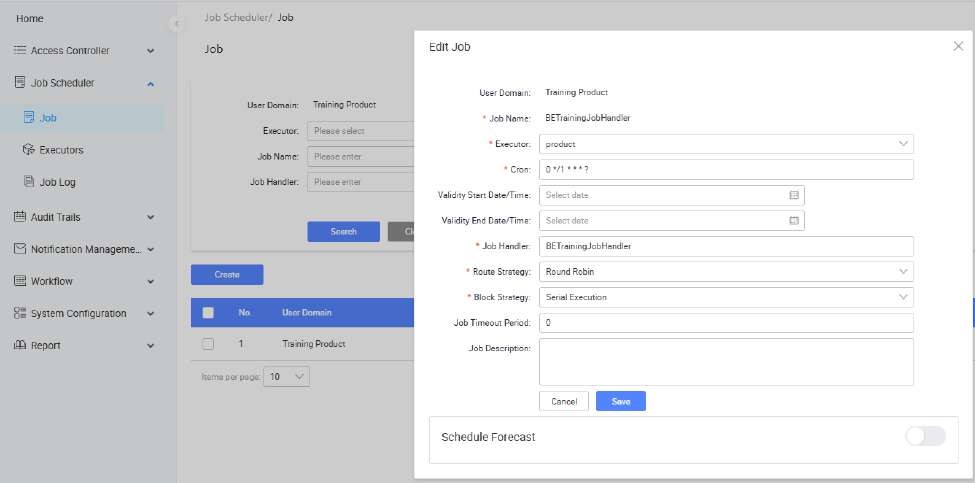 Home
Access Controller
Job Scheduler
Job
Executors
Job Log
Audit Trails
Notification Manageme...
Workflow
System Configuration
Report
Job Scheduler/ Job
Job
User Domain: Training Product
Executor: Please select
Job Name: Please enter
Job Handler: Please enter
Search
Create
No. User Domain
1 Training Product
Items per page: 10
Edit Job
User Domain: Training Product
* Job Name: BETrainingJobHandler
* Executor: product
* Cron: 0 */1 * * * ?
Validity Start Date/Time: Select date
Validity End Date/Time: Select date
* Job Handler: BETrainingJobHandler
* Route Strategy: Round Robin
* Block Strategy: Serial Execution
Job Timeout Period: 0
Job Description:
Cancel Save
Schedule Forecast